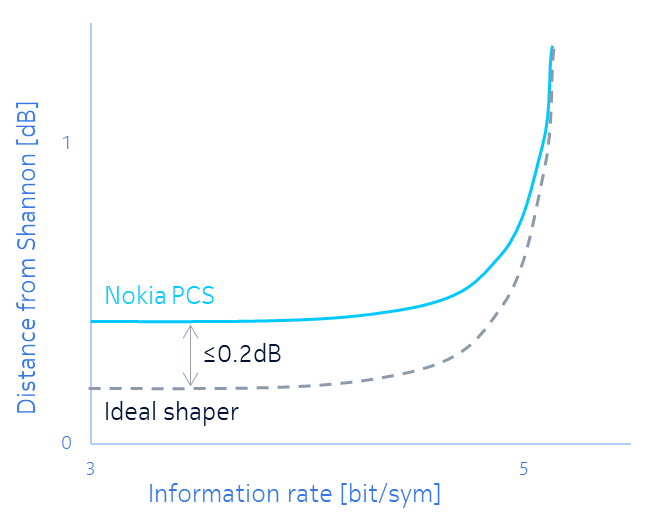 Distance from Shannon [dB]
1
Nokia PCS
≤0.2dB
Ideal shaper
0
3
5
Information rate [bit/sym]